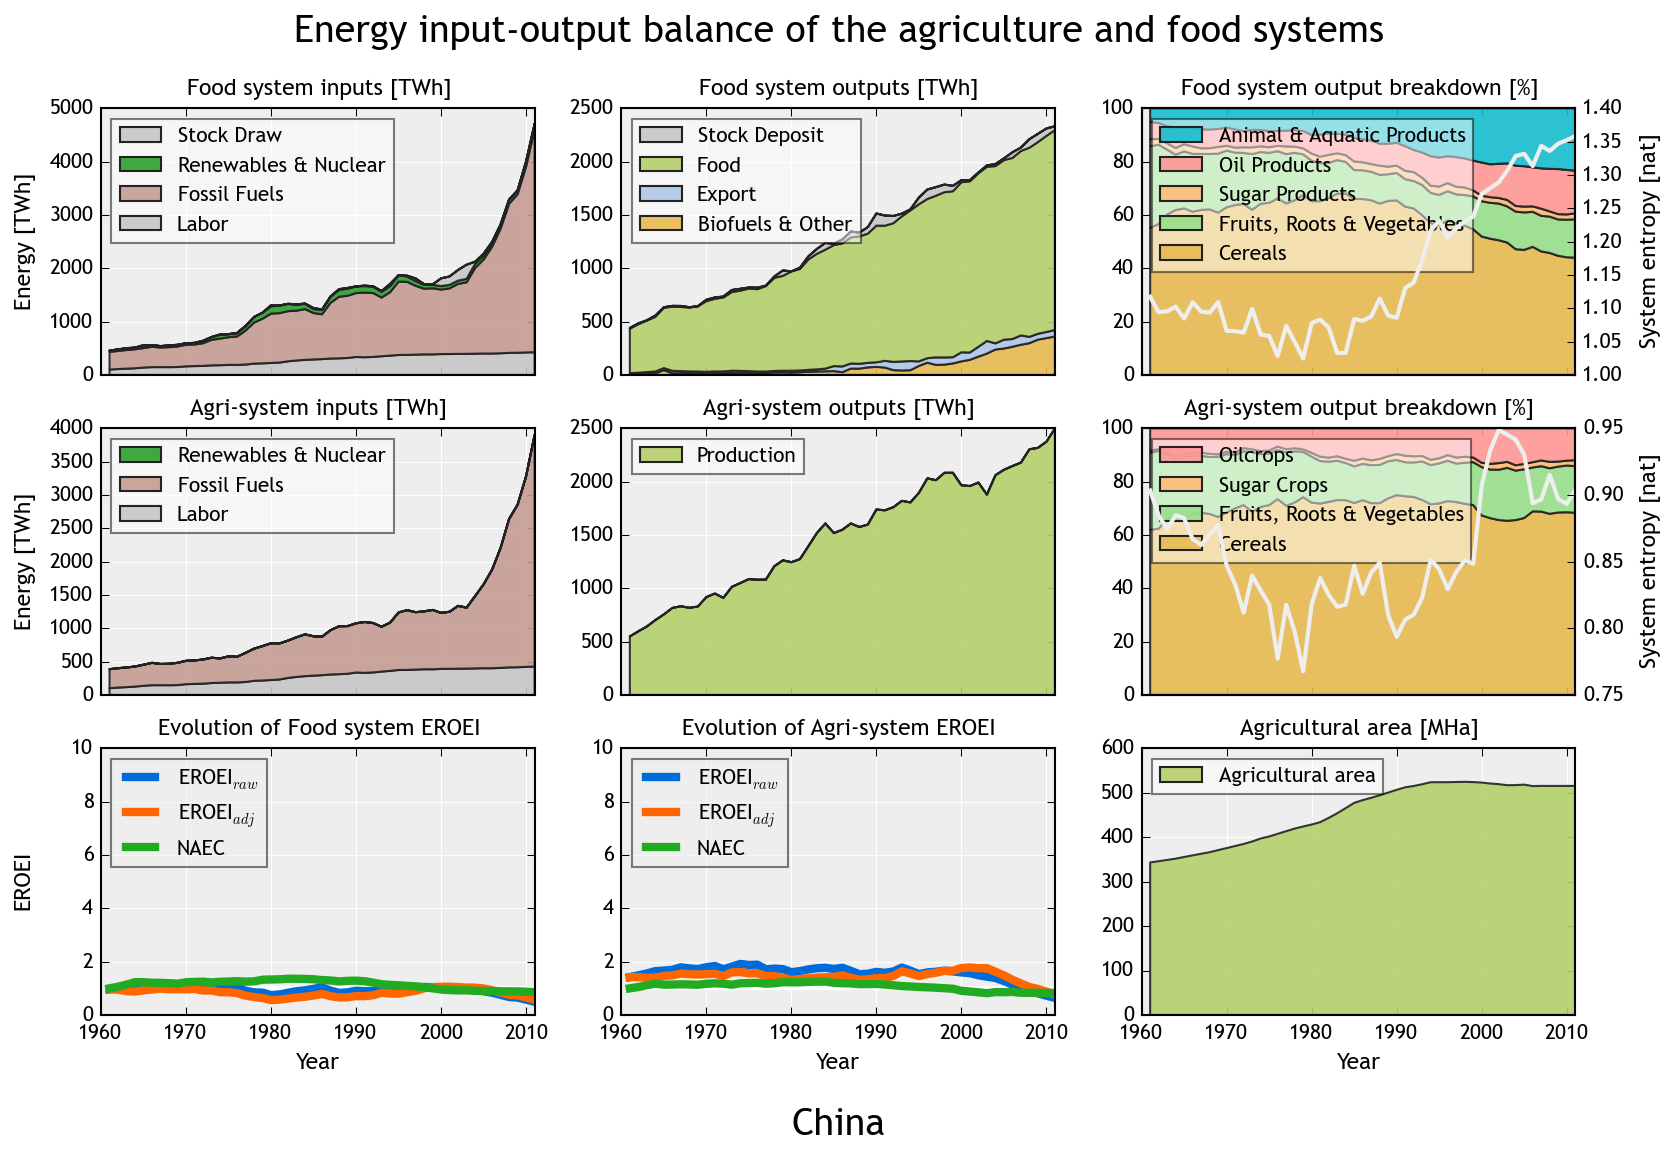 Energy input-output balance of the agriculture and food systems
Food system inputs [TWh]
Energy [TWh]
5000
4000
3000
2000
1000
0
Stock Draw
Renewables & Nuclear
Fossil Fuels
Labor
Food system outputs [TWh]
2500
2000
1500
1000
500
0
Stock Deposit
Food
Export
Biofuels & Other
Food system output breakdown [%]
100
80
60
40
20
0
Animal & Aquatic Products
Oil Products
Sugar Products
Fruits, Roots & Vegetables
Cereals
1.40
1.35
1.30
1.25
1.20
1.15
1.10
1.05
1.00
System entropy [nat]
Agri-system inputs [TWh]
Energy [TWh]
4000
3500
3000
2500
2000
1500
1000
500
0
Renewables & Nuclear
Fossil Fuels
Labor
Agri-system outputs [TWh]
2500
2000
1500
1000
500
0
Production
Agri-system output breakdown [%]
100
80
60
40
20
0
Oilcrops
Sugar Crops
Fruits, Roots & Vegetables
Cereals
0.95
0.90
0.85
0.80
0.75
System entropy [nat]
Evolution of Food system EROEI
EROEI
10
8
6
4
2
0
EROEI raw
EROEI adj
NAEC
1960 1970 1980 1990 2000 2010
Year
Evolution of Agri-system EROEI
10
8
6
4
2
0
EROEI raw
EROEI adj
NAEC
1960 1970 1980 1990 2000 2010
Year
Agricultural area [MHa]
600
500
400
300
200
100
0
Agricultural area
1960 1970 1980 1990 2000 2010
Year
China